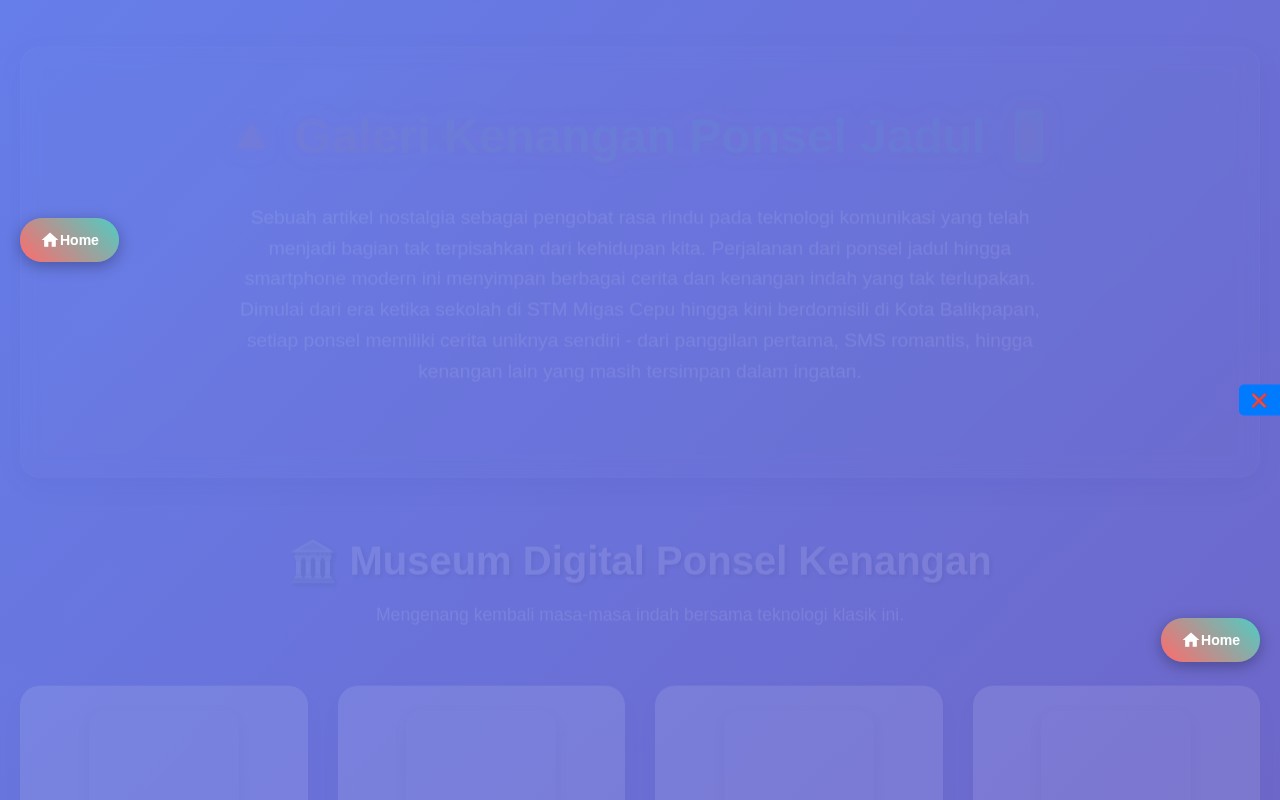 Galeri Kenangan Ponsel Jadul
Sebuah artikel nostalgia sebagai pengobat rasa rindu pada teknologi komunikasi yang telah
menjadi bagian tak terpisahkan dari kehidupan kita. Perjalanan dari ponsel jadul hingga
smartphone modern ini menyimpan berbagai cerita dan kenangan indah yang tak terlupakan.
Dimulai dari era ketika sekolah di STM Migas Cepu hingga kini berdomisili di Kota Balikpapan,
setiap ponsel memiliki cerita uniknya sendiri - dari panggilan pertama, SMS romantis, hingga
kenangan lain yang masih tersimpan dalam ingatan.
Home
Museum Digital Ponsel Kenangan
Mengenang kembali masa-masa indah bersama teknologi klasik ini.
Home